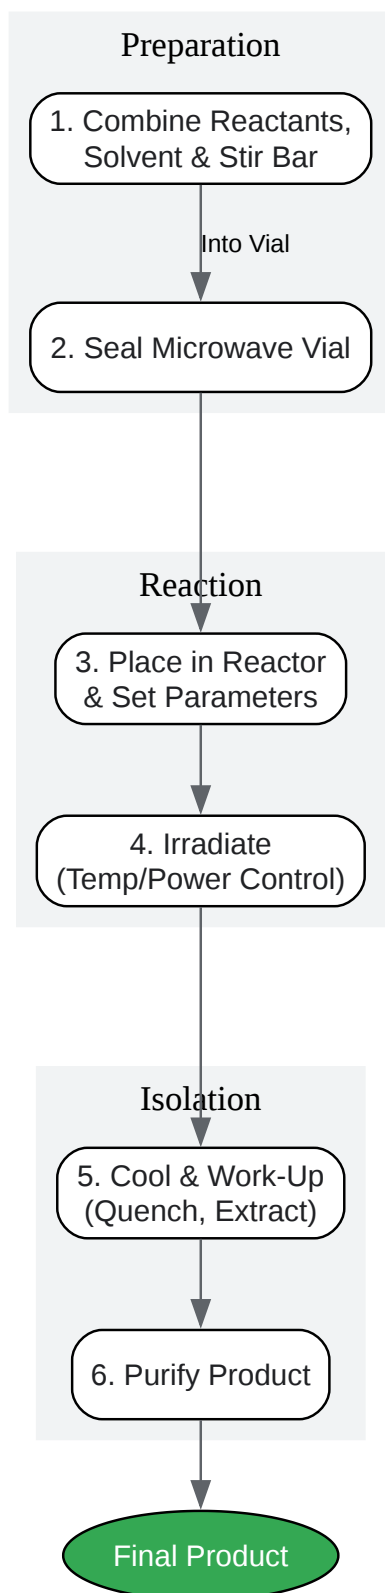 Preparation
1. Combine Reactants,
Solvent & Stir Bar
Into Vial
2. Seal Microwave Vial
Reaction
3. Place in Reactor
& Set Parameters
4. Irradiate
(Temp/Power Control)
Isolation
5. Cool & Work-Up
(Quench, Extract)
6. Purify Product
Final Product